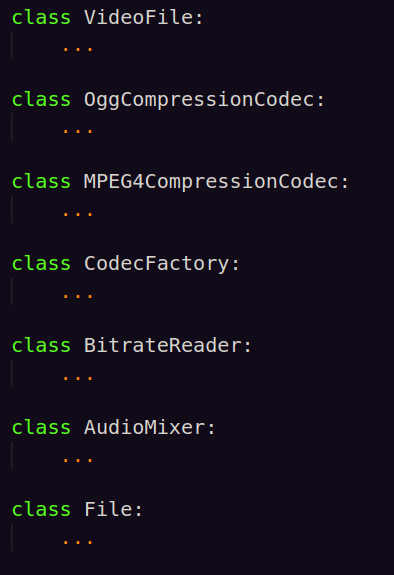 class VideoFile:
    ...
class OggCompressionCodec:
    ...
class MPEG4CompressionCodec:
    ...
class CodecFactory:
    ...
class BitrateReader:
    ...
class AudioMixer:
    ...
class File:
    ...